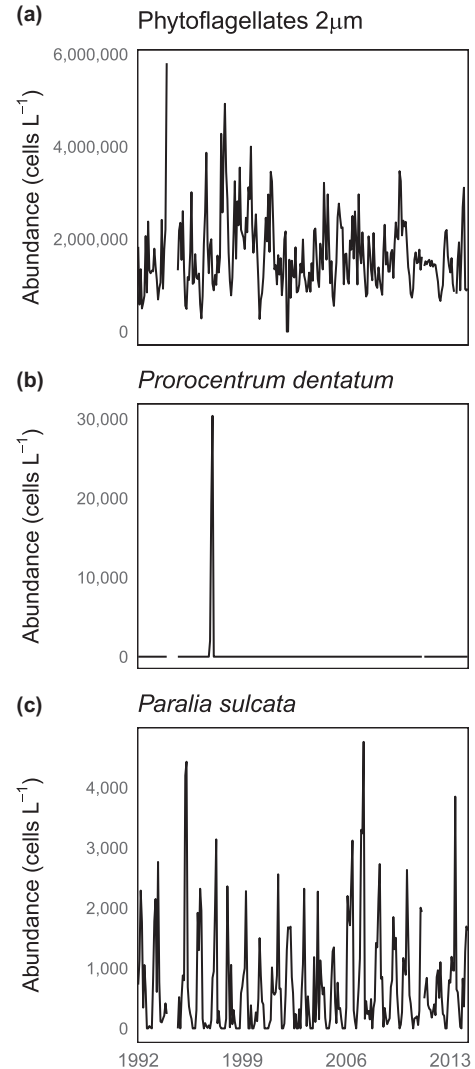 (a)
Phytoflagellates 2μm
Abundance (cells L⁻¹)
6,000,000
4,000,000
2,000,000
0
(b)
Prorocentrum dentatum
Abundance (cells L⁻¹)
30,000
20,000
10,000
0
(c)
Paralia sulcata
Abundance (cells L⁻¹)
4,000
3,000
2,000
1,000
0
1992 1999 2006 2013